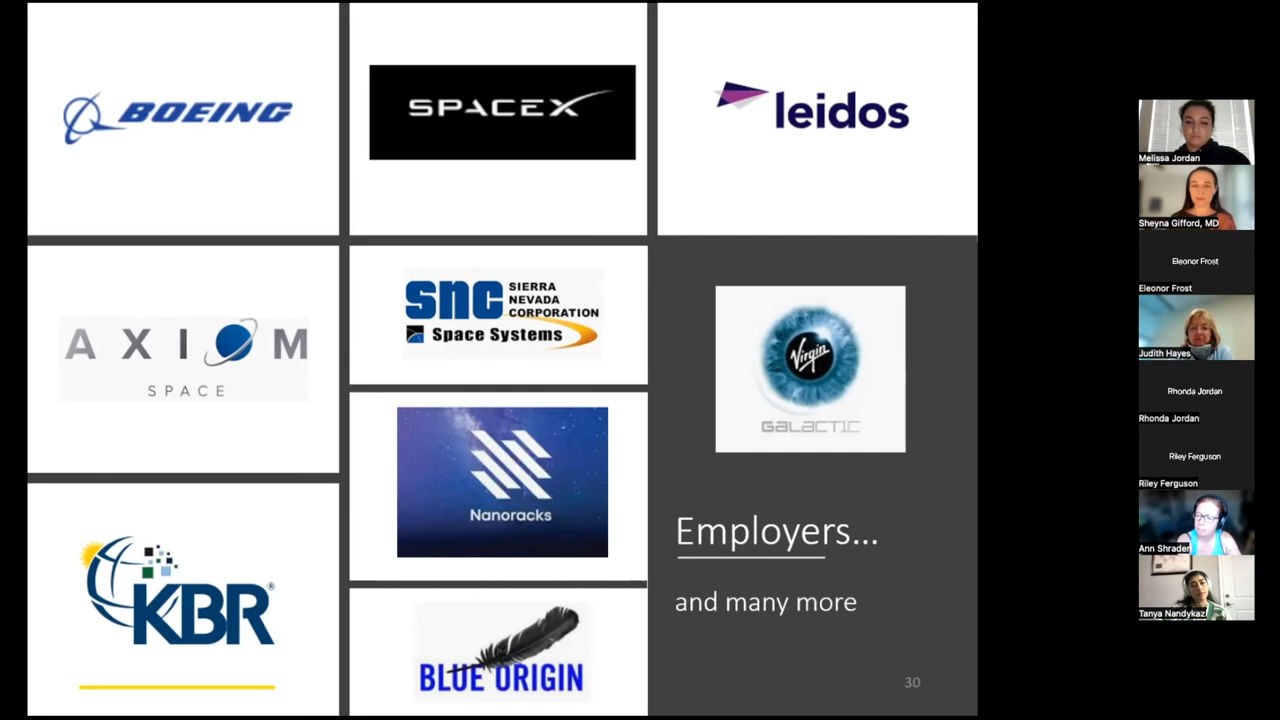 BOEING
SPACEX
leidos
AXIOM
SPACE
snc SIERRA
NEVADA
CORPORATION
Space Systems
Virgin
GALACTIC
Nanoracks
KBR®
BLUE ORIGIN
Employers...
and many more
30
Melissa Jordan
Sheyna Gifford, MD
Eleonor Frost
Eleonor Frost
Judith Hayes
Rhonda Jordan
Rhonda Jordan
Riley Ferguson
Riley Ferguson
Ann Shrader
Tanya Nandykaz